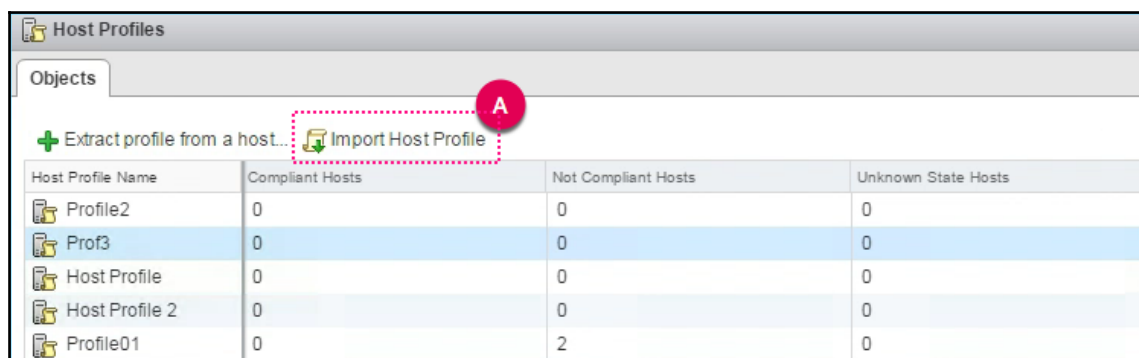 Host Profiles
Objects
A
Extract profile from a host... Import Host Profile
Host Profile Name Compliant Hosts Not Compliant Hosts Unknown State Hosts
Profile2 0 0 0
Prof3 0 0 0
Host Profile 0 0 0
Host Profile 2 0 0 0
Profile01 0 2 0